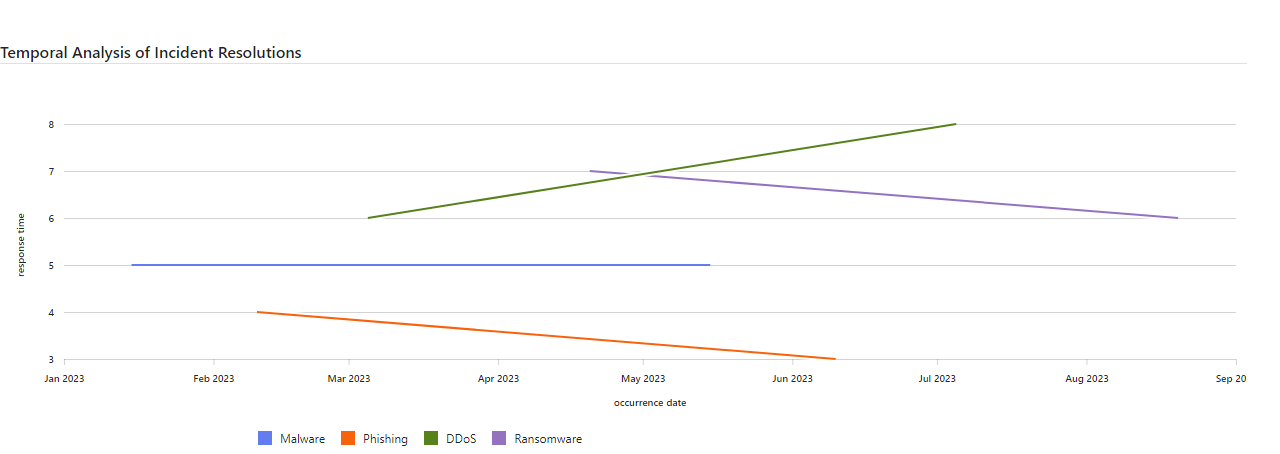 Temporal Analysis of Incident Resolutions
8
7
6
5
4
3
response time
Jan 2023 Feb 2023 Mar 2023 Apr 2023 May 2023 Jun 2023 Jul 2023 Aug 2023 Sep 20
occurrence date
Malware Phishing DDoS Ransomware